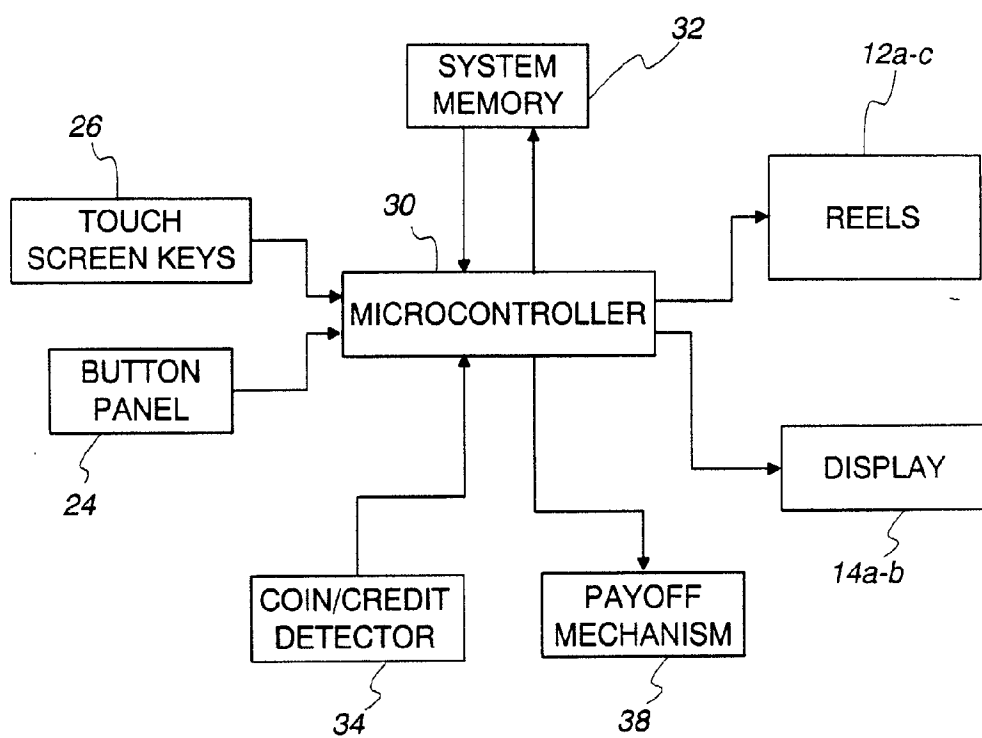 32
SYSTEM
MEMORY
12a-c
REELS
26
TOUCH
SCREEN KEYS
30
MICROCONTROLLER
BUTTON
PANEL
24
DISPLAY
14a-b
COIN/CREDIT
DETECTOR
34
PAYOFF
MECHANISM
38